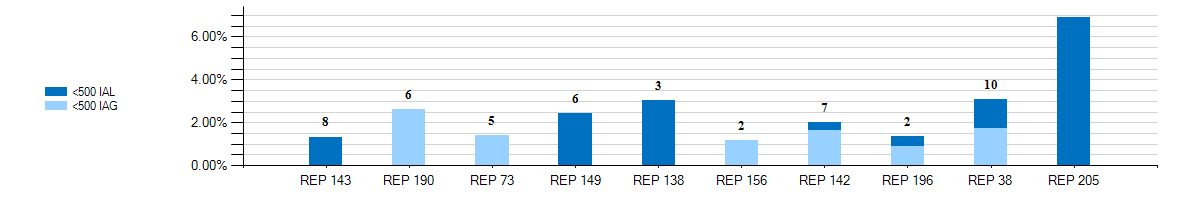 6.00%
4.00%
2.00%
0.00%
<500 IAL
<500 IAG
8
6
5
6
3
2
7
2
10
REP 143
REP 190
REP 73
REP 149
REP 138
REP 156
REP 142
REP 196
REP 38
REP 205